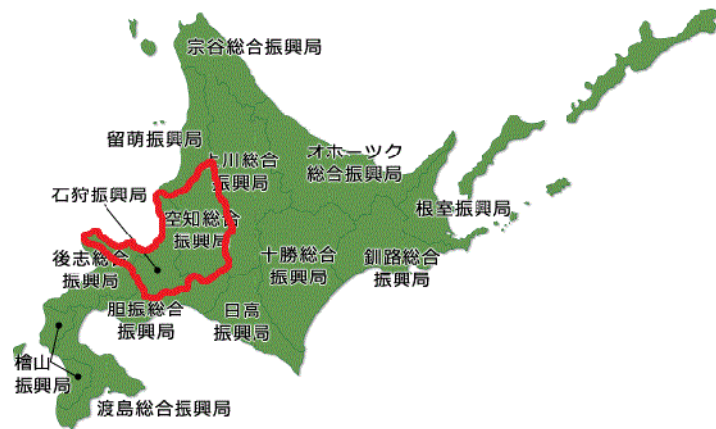 宗谷総合振興局
留萌振興局
上川総合
振興局
オホーツク
総合振興局
石狩振興局
根室振興局
空知総合
振興局
後志総合
振興局
十勝総合
振興局
釧路総合
振興局
胆振総合
振興局
日高
振興局
檜山
振興局
渡島総合振興局